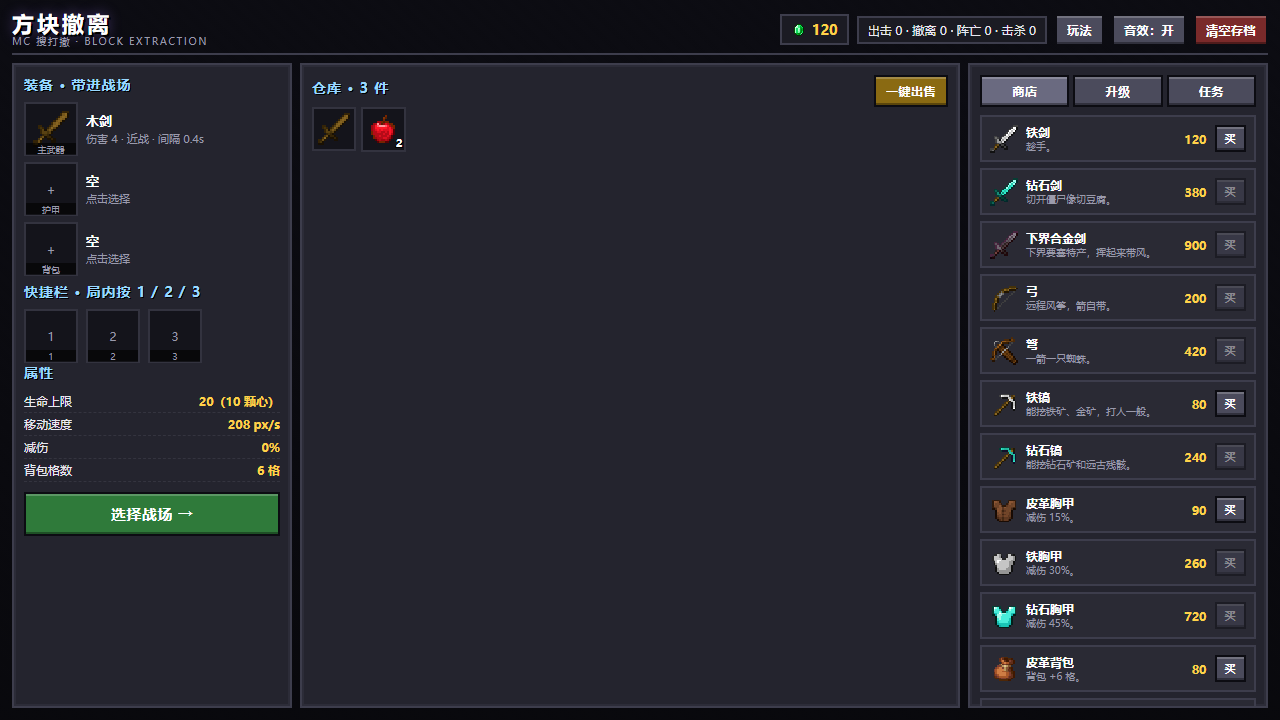 方块撤离
MC 搜打撤 · BLOCK EXTRACTION
120
出击 0 · 撤离 0 · 阵亡 0 · 击杀 0
玩法
音效: 开
清空存档
装备 • 带进战场
主武器
木剑
伤害 4 · 近战 · 间隔 0.4s
+
护甲
空
点击选择
+
背包
空
点击选择
快捷栏 • 局内按 1 / 2 / 3
1
1
2
2
3
3
属性
生命上限
20（10 颗心）
移动速度
208 px/s
减伤
0%
背包格数
6 格
选择战场 →
仓库 • 3 件
一键出售
2
商店
升级
任务
铁剑
趁手。
120
买
钻石剑
切开僵尸像切豆腐。
380
买
下界合金剑
下界要塞特产，挥起来带风。
900
买
弓
远程风筝，箭自带。
200
买
弩
一箭一只蜘蛛。
420
买
铁镐
能挖铁矿、金矿，打人一般。
80
买
钻石镐
能挖钻石矿和远古残骸。
240
买
皮革胸甲
减伤 15%。
90
买
铁胸甲
减伤 30%。
260
买
钻石胸甲
减伤 45%。
720
买
皮革背包
背包 +6 格。
80
买